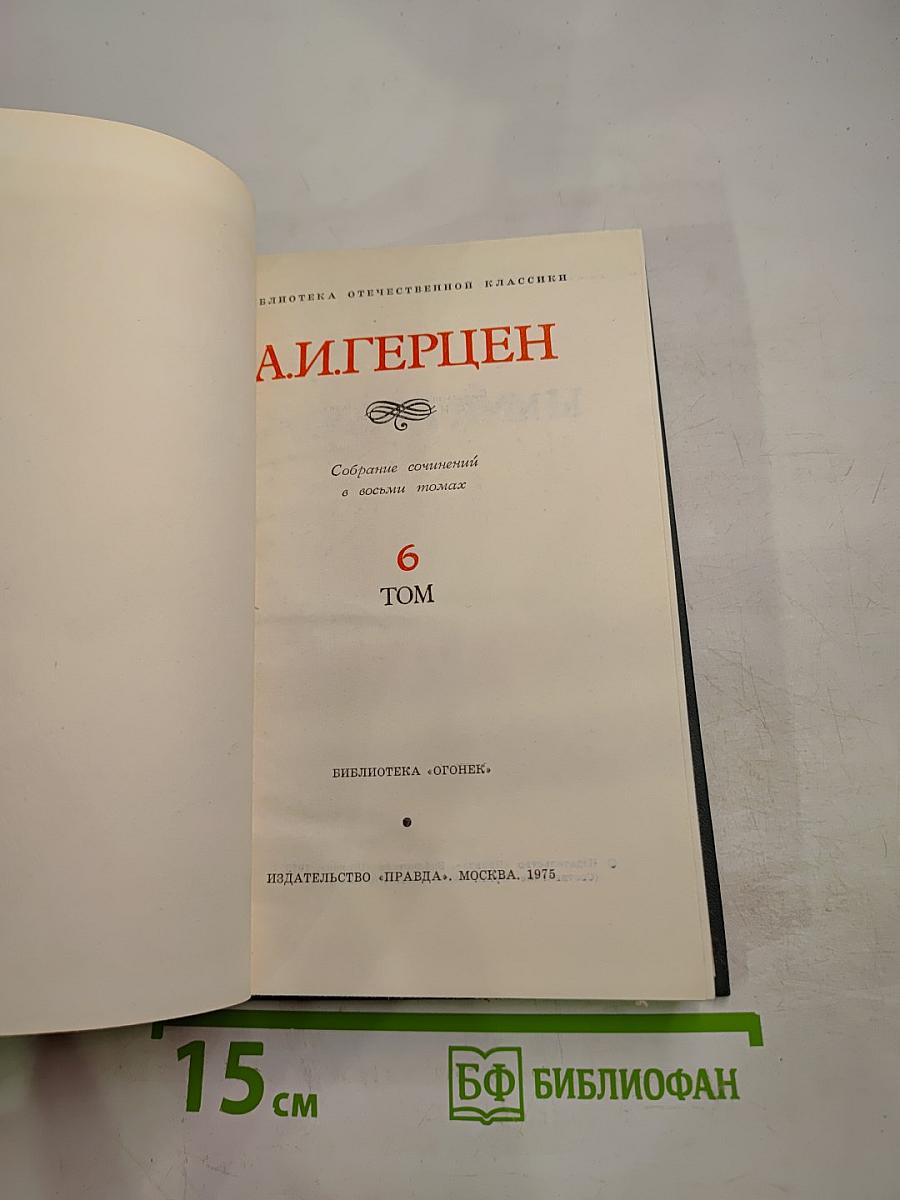 БЛИОТЕКА ОТЕЧЕСТВЕННОЙ КЛАССИКИ
А.И.ГЕРЦЕН
Собрание сочинений
в восьми томах
6
ТОМ
БИБЛИОТЕКА «ОГОНЕК»
ИЗДАТЕЛЬСТВО «ПРАВДА». МОСКВА. 1975
15 см
БФ БИБЛИОФАН